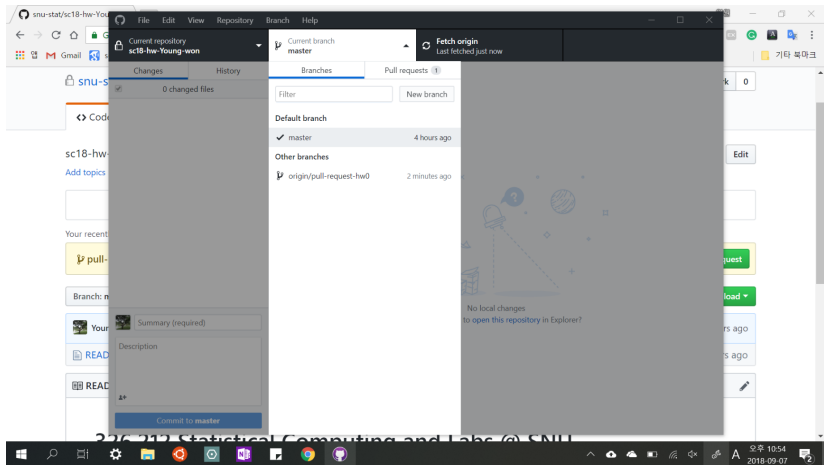 snu-stat/sc18-hw-You
File Edit View Repository Branch Help
Gmail
기타 북마크
Current repository
sc18-hw-Young-won
Current branch
master
Fetch origin
Last fetched just now
Changes History
Branches Pull requests 1
0 changed files
Filter New branch
Default branch
master 4 hours ago
Other branches
origin/pull-request-hw0 2 minutes ago
snu-s
rk 0
Code
sc18-hw-
Edit
Add topics
Your recent
pull-
quest
Branch: m
load
No local changes
to open this repository in Explorer?
Summary (required)
Your
rs ago
Description
READ
rs ago
READ
Commit to master
326.212 Statistical Computing and Labs @ SNU
A 오후 10:54
2018-09-07
2